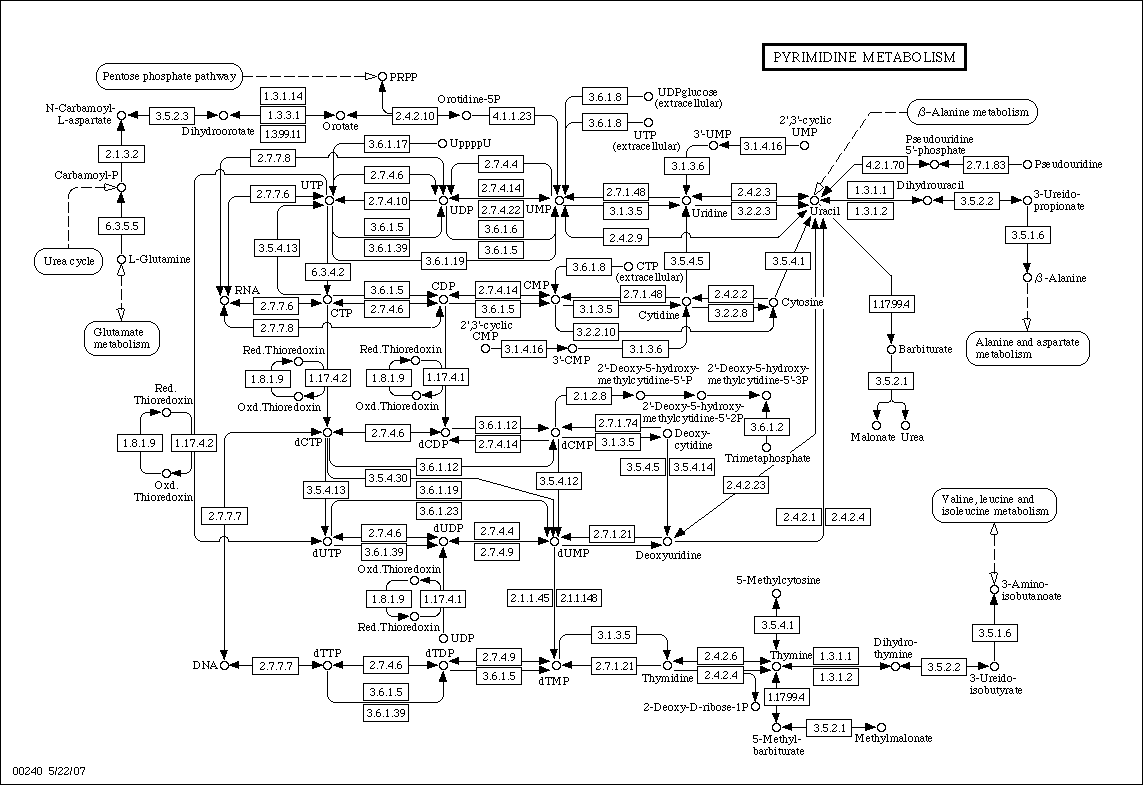 PYRIMIDINE METABOLISM
Pentose phosphate pathway
PRPP
N-Carbamoyl-
L-aspartate
3.5.2.3
Dihydroorotate
1.3.1.14
1.3.3.1
1.3.99.11
Orotate
2.4.2.10
Orotidine-5P
4.1.1.23
3.6.1.8
UDPglucose
(extracellular)
3.6.1.8
UTP
(extracellular)
3'-UMP
3.1.4.16
2',3'-cyclic
UMP
3.1.3.6
β-Alanine metabolism
Pseudouridine
5'-phosphate
4.2.1.70
2.7.1.83
Pseudouridine
2.1.3.2
Carbamoyl-P
6.3.5.5
Urea cycle
L-Glutamine
Glutamate
metabolism
2.7.7.8
3.6.1.17
UppppU
2.7.4.6
2.7.4.4
2.7.7.6
UTP
2.7.4.10
UDP
2.7.4.14
2.7.4.22
UMP
2.7.1.48
3.1.3.5
Uridine
2.4.2.3
3.2.2.3
Uracil
1.3.1.1
1.3.1.2
Dihydrouracil
3.5.2.2
3-Ureido-
propionate
3.6.1.5
3.6.1.39
3.6.1.6
3.6.1.5
3.6.1.19
2.4.2.9
3.5.4.13
6.3.4.2
3.5.4.5
3.5.4.1
3.5.1.6
β-Alanine
Alanine and aspartate
metabolism
RNA
2.7.7.6
2.7.7.8
CTP
3.6.1.5
2.7.4.6
CDP
2.7.4.14
3.6.1.5
CMP
3.6.1.8
CTP
(extracellular)
2.7.1.48
3.1.3.5
Cytidine
2.4.2.2
3.2.2.8
Cytosine
3.2.2.10
2',3'-cyclic
CMP
3.1.4.16
3'-CMP
3.1.3.6
1.17.99.4
Barbiturate
3.5.2.1
Malonate
Urea
Red.Thioredoxin
1.8.1.9
1.17.4.2
Oxd.Thioredoxin
Red.Thioredoxin
1.8.1.9
1.17.4.1
Oxd.Thioredoxin
2'-Deoxy-5-hydroxy-
methylcytidine-5'-P
2'-Deoxy-5-hydroxy-
methylcytidine-5'-3P
2.1.2.8
2'-Deoxy-5-hydroxy-
methylcytidine-5'-2P
3.6.1.2
Trimetaphosphate
Red.
Thioredoxin
1.8.1.9
1.17.4.2
Oxd.
Thioredoxin
dCTP
2.7.4.6
dCDP
3.6.1.12
2.7.4.14
dCMP
2.7.1.74
3.1.3.5
Deoxy-
cytidine
3.6.1.12
3.5.4.30
3.5.4.13
3.6.1.19
3.6.1.23
3.5.4.12
3.5.4.5
3.5.4.14
2.4.2.23
2.4.2.1
2.4.2.4
2.7.7.7
dUTP
2.7.4.6
3.6.1.39
dUDP
2.7.4.4
2.7.4.9
dUMP
2.7.1.21
Deoxyuridine
Valine, leucine and
isoleucine metabolism
3-Amino-
isobutanoate
3.5.1.6
Oxd.Thioredoxin
1.8.1.9
1.17.4.1
Red.Thioredoxin
UDP
2.1.1.45
2.1.1.148
5-Methylcytosine
3.5.4.1
DNA
2.7.7.7
dTTP
2.7.4.6
3.6.1.5
3.6.1.39
dTDP
2.7.4.9
3.6.1.5
dTMP
3.1.3.5
2.7.1.21
Thymidine
2.4.2.6
2.4.2.4
2-Deoxy-D-ribose-1P
Thymine
1.3.1.1
1.3.1.2
Dihydro-
thymine
3.5.2.2
3-Ureido-
isobutyrate
1.17.99.4
5-Methyl-
barbiturate
3.5.2.1
Methylmalonate
00240 5/22/07